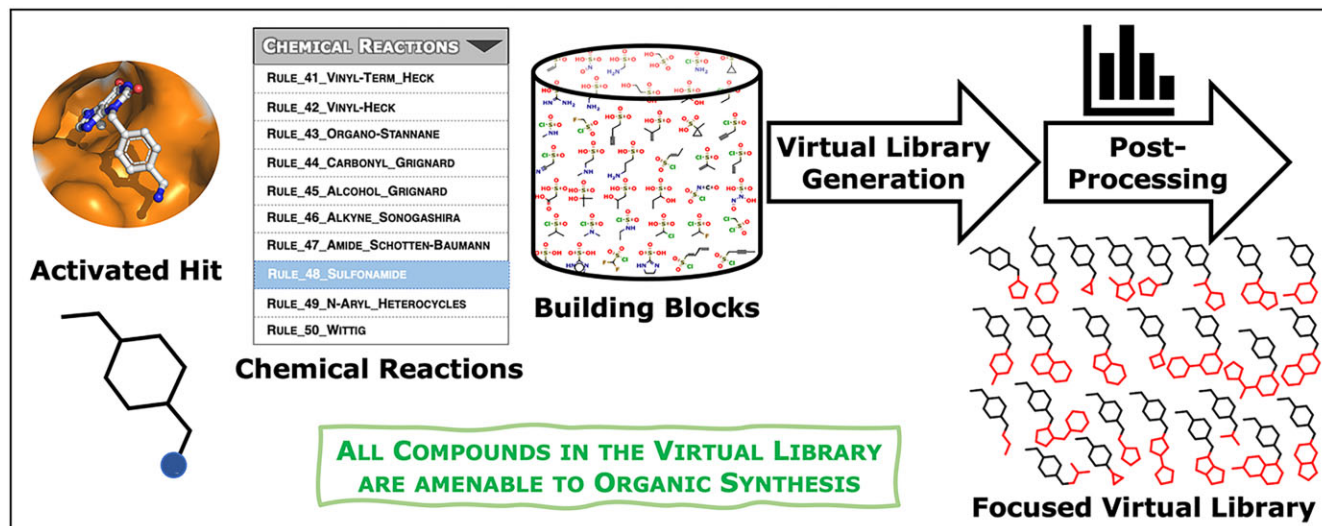 CHEMICAL REACTIONS
RULE_41_VINYL-TERM_HECK
RULE_42_VINYL-HECK
RULE_43_ORGANO-STANNANE
RULE_44_CARBONYL_GRIGNARD
RULE_45_ALCOHOL_GRIGNARD
RULE_46_ALKYNE_SONOGASHIRA
RULE_47_AMIDE_SCHOTTEN-BAUMANN
RULE_48_SULFONAMIDE
RULE_49_N-ARYL_HETEROCYCLES
RULE_50_WITTIG
Activated Hit
Chemical Reactions
Building Blocks
Virtual Library
Generation
Post-
Processing
ALL COMPOUNDS IN THE VIRTUAL LIBRARY
ARE AMENABLE TO ORGANIC SYNTHESIS
Focused Virtual Library